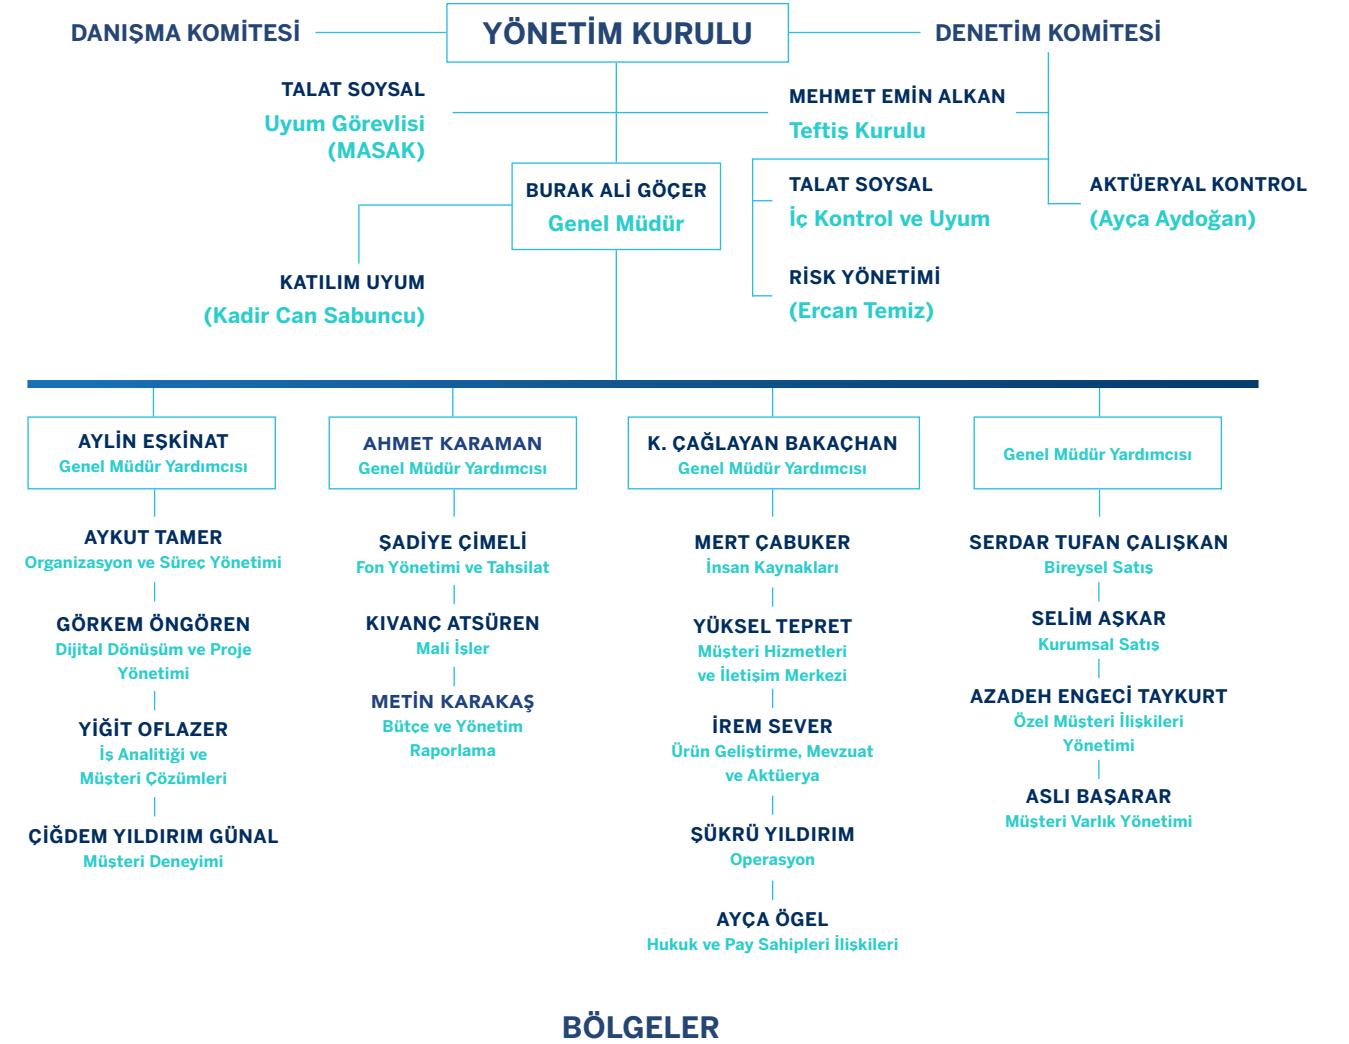 DANIŞMA KOMİTESİ
YÖNETİM KURULU
DENETİM KOMİTESİ
TALAT SOYSAL
Uyum Görevlisi
(MASAK)
MEHMET EMİN ALKAN
Teftiş Kurulu
BURAK ALİ GÖÇER
Genel Müdür
TALAT SOYSAL
İç Kontrol ve Uyum
AKTÜERYAL KONTROL
(Ayça Aydoğan)
KATILIM UYUM
(Kadir Can Sabuncu)
RİSK YÖNETİMİ
(Ercan Temiz)
AYLİN EŞKİNAT
Genel Müdür Yardımcısı
AYKUT TAMER
Organizasyon ve Süreç Yönetimi
GÖRKEM ÖNGÖREN
Dijital Dönüşüm ve Proje
Yönetimi
YİĞİT OFLAZER
İş Analitiği ve
Müşteri Çözümleri
ÇİĞDEM YILDIRIM GÜNAL
Müşteri Deneyimi
AHMET KARAMAN
Genel Müdür Yardımcısı
ŞADİYE ÇİMELİ
Fon Yönetimi ve Tahsilat
KIVANÇ ATSÜREN
Mali İşler
METİN KARAKAŞ
Bütçe ve Yönetim
Raporlama
K. ÇAĞLAYAN BAKAÇHAN
Genel Müdür Yardımcısı
MERT ÇABUKER
İnsan Kaynakları
YÜKSEL TEPRET
Müşteri Hizmetleri
ve İletişim Merkezi
İREM SEVER
Ürün Geliştirme, Mevzuat
ve Aktüerya
ŞÜKRÜ YILDIRIM
Operasyon
AYÇA ÖGEL
Hukuk ve Pay Sahipleri İlişkileri
Genel Müdür Yardımcısı
SERDAR TUFAN ÇALIŞKAN
Bireysel Satış
SELİM AŞKAR
Kurumsal Satış
AZADEH ENGECİ TAYKURT
Özel Müşteri İlişkileri
Yönetimi
ASLI BAŞARAR
Müşteri Varlık Yönetimi
BÖLGELER